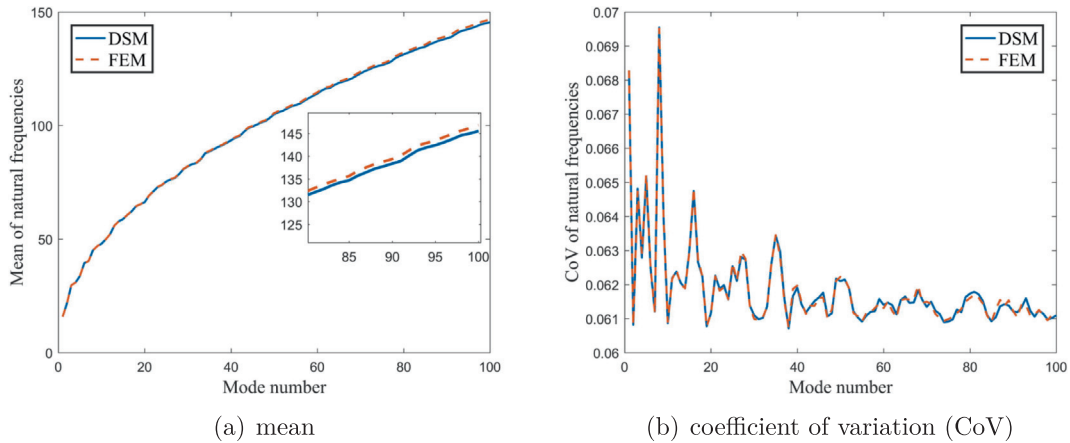 150
100
50
0
Mean of natural frequencies
DSM
FEM
145
140
135
130
125
85 90 95 100
0 20 40 60 80 100
Mode number
(a) mean
0.07
0.069
0.068
0.067
0.066
0.065
0.064
0.063
0.062
0.061
0.06
CoV of natural frequencies
DSM
FEM
0 20 40 60 80 100
Mode number
(b) coefficient of variation (CoV)